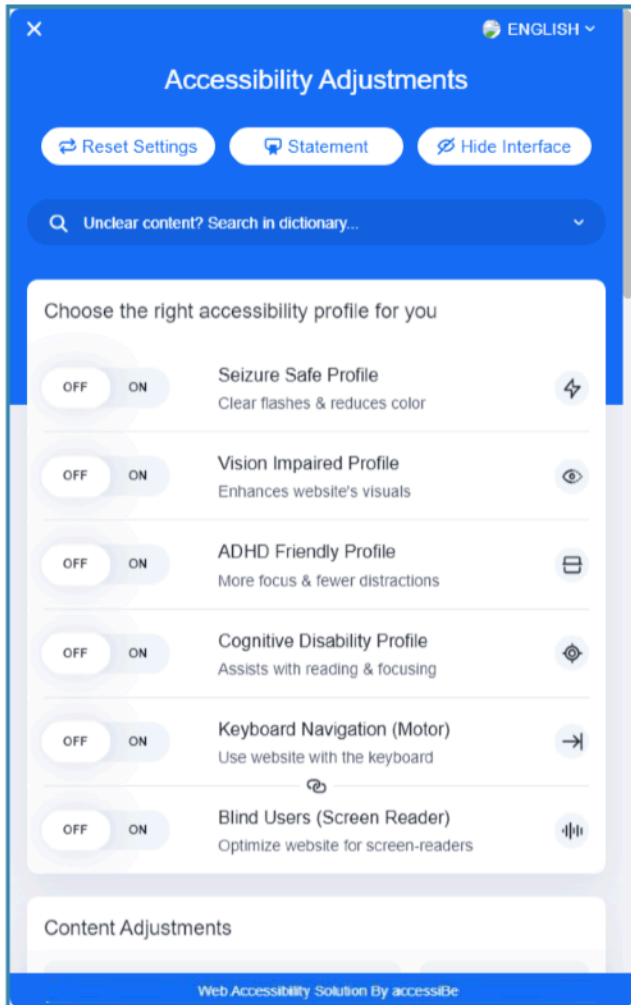 ENGLISH
Accessibility Adjustments
Reset Settings
Statement
Hide Interface
Unclear content? Search in dictionary...
Choose the right accessibility profile for you
OFF ON
Seizure Safe Profile
Clear flashes & reduces color
OFF ON
Vision Impaired Profile
Enhances website's visuals
OFF ON
ADHD Friendly Profile
More focus & fewer distractions
OFF ON
Cognitive Disability Profile
Assists with reading & focusing
OFF ON
Keyboard Navigation (Motor)
Use website with the keyboard
OFF ON
Blind Users (Screen Reader)
Optimize website for screen-readers
Content Adjustments
Web Accessibility Solution By accessiBe